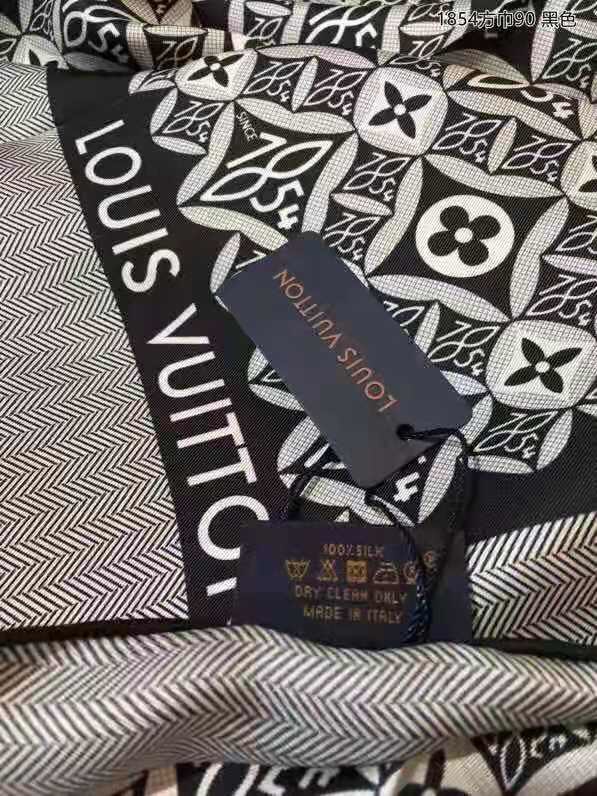 1854方巾90 黑色
SINCE
1854
LOUIS VUITTON
LOUIS VUITTON
100% SILK
DRY CLEAN ONLY
MADE IN ITALY